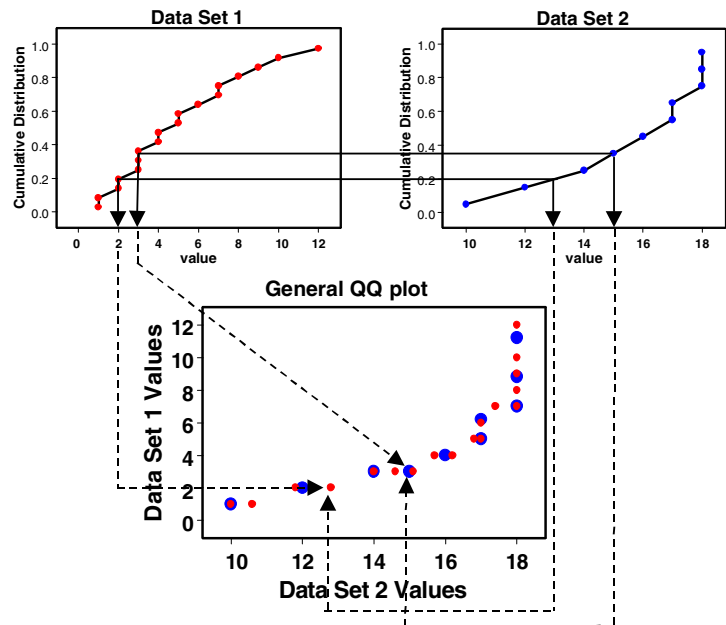 Data Set 1
Cumulative Distribution
1.0
0.8
0.6
0.4
0.2
0.0
0 2 4 6 8 10 12
value
Data Set 2
Cumulative Distribution
1.0
0.8
0.6
0.4
0.2
0.0
10 12 14 16 18
value
General QQ plot
Data Set 1 Values
12
10
8
6
4
2
0
10 12 14 16 18
Data Set 2 Values